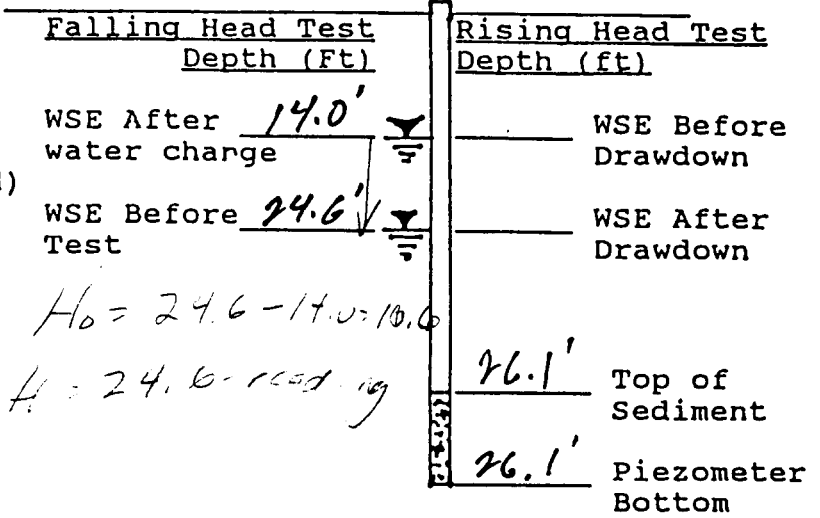 Falling Head Test
Depth (Ft)
Rising Head Test
Depth (ft)
WSE After 14.0'
water charge
WSE Before
Drawdown
WSE Before 24.6'
Test
WSE After
Drawdown
H0 = 24.6 - 14.0 = 10.6
H = 24.6 - reading
26.1' Top of
Sediment
26.1' Piezometer
Bottom